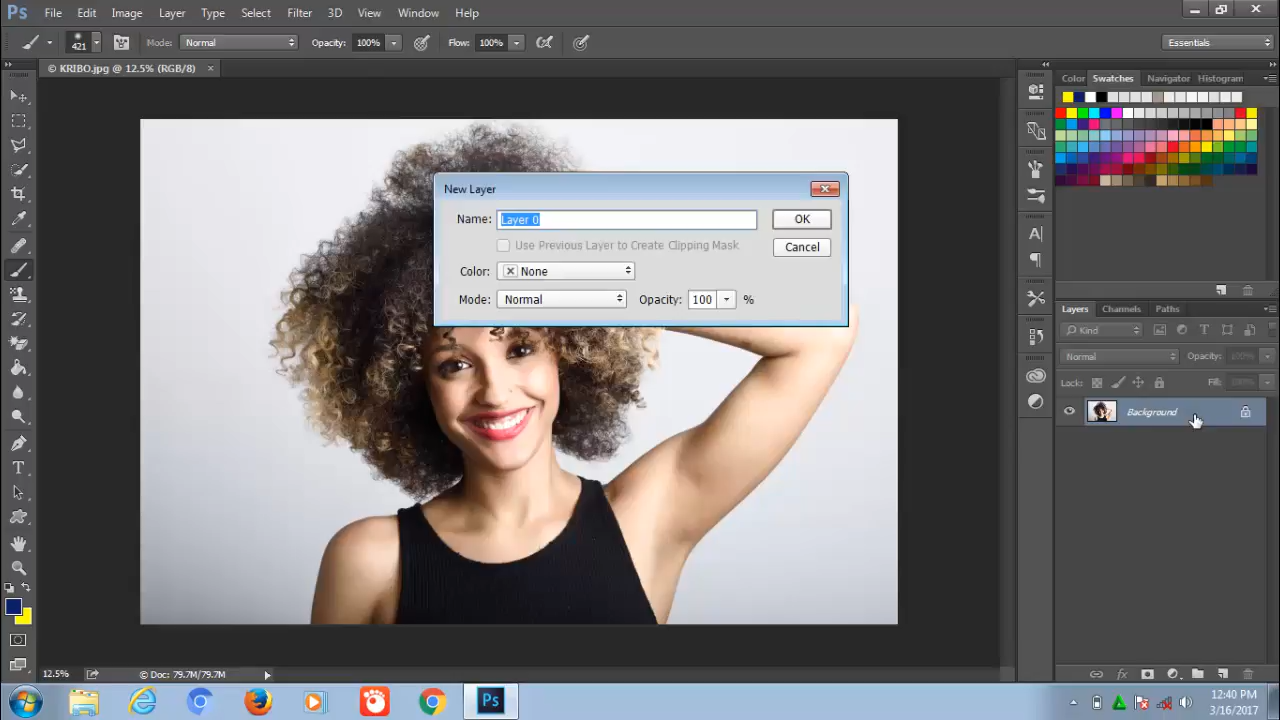 Ps File Edit Image Layer Type Select Filter 3D View Window Help
421 Mode: Normal Opacity: 100% Flow: 100% Essentials
© KRIBO.jpg @ 12.5% (RGB/8) ×
Color Swatches Navigator Histogram
New Layer
Name: Layer 0 OK
Use Previous Layer to Create Clipping Mask Cancel
Color: None
Mode: Normal Opacity: 100 %
Layers Channels Paths
Kind
Normal Opacity: 100%
Lock: Fill: 100%
Background
12.5% © Doc: 79.7M/79.7M
Ps
12:40 PM
3/16/2017